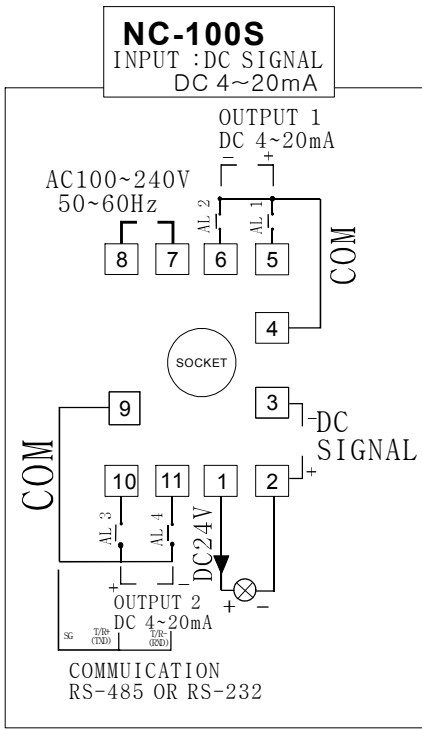 NC-100S
INPUT :DC SIGNAL
DC 4~20mA
OUTPUT 1
DC 4~20mA
− +
AC100~240V
50~60Hz
AL 2
AL 1
8 7 6 5
COM
4
SOCKET
3
−
DC
SIGNAL
+
9
COM
10 11 1 2
AL 3
AL 4
DC24V
+ −
+ −
OUTPUT 2
DC 4~20mA
SG
T/R+
(TXD)
T/R-
(RXD)
COMMUICATION
RS-485 OR RS-232